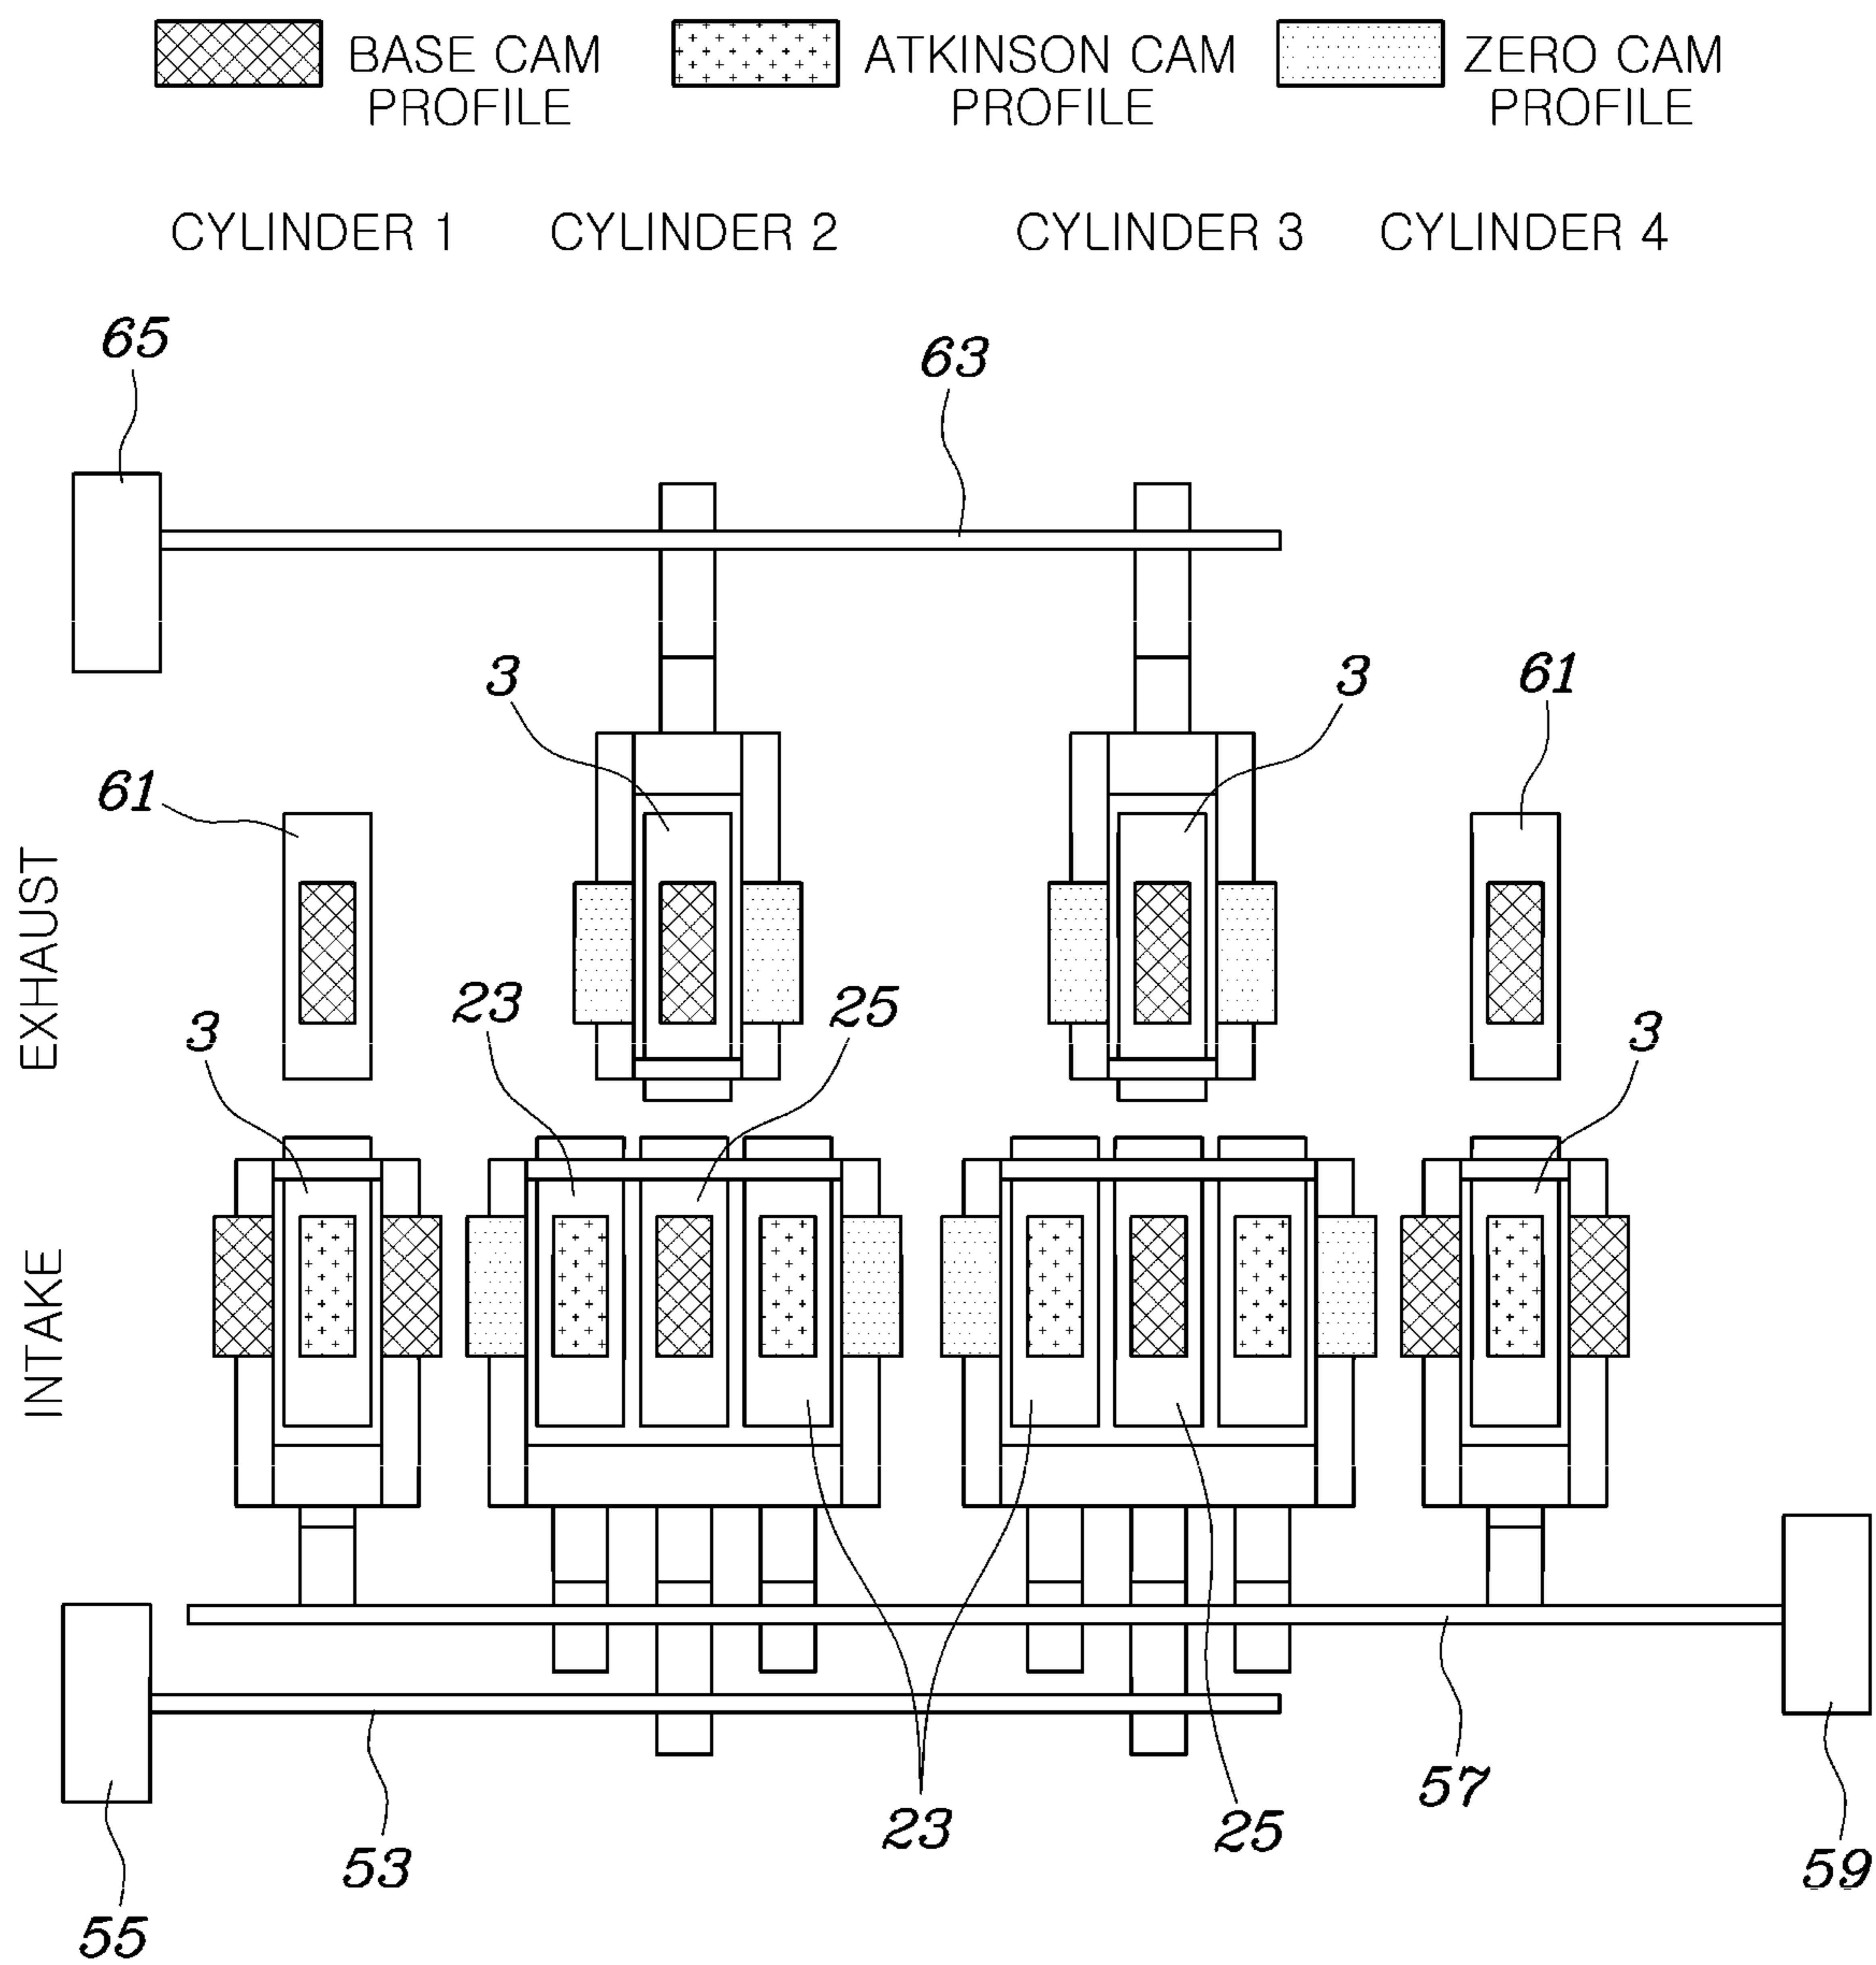 BASE CAM PROFILE
ATKINSON CAM PROFILE
ZERO CAM PROFILE
CYLINDER 1
CYLINDER 2
CYLINDER 3
CYLINDER 4
65
63
3
3
61
61
EXHAUST
23
25
3
3
INTAKE
57
23
25
53
59
55